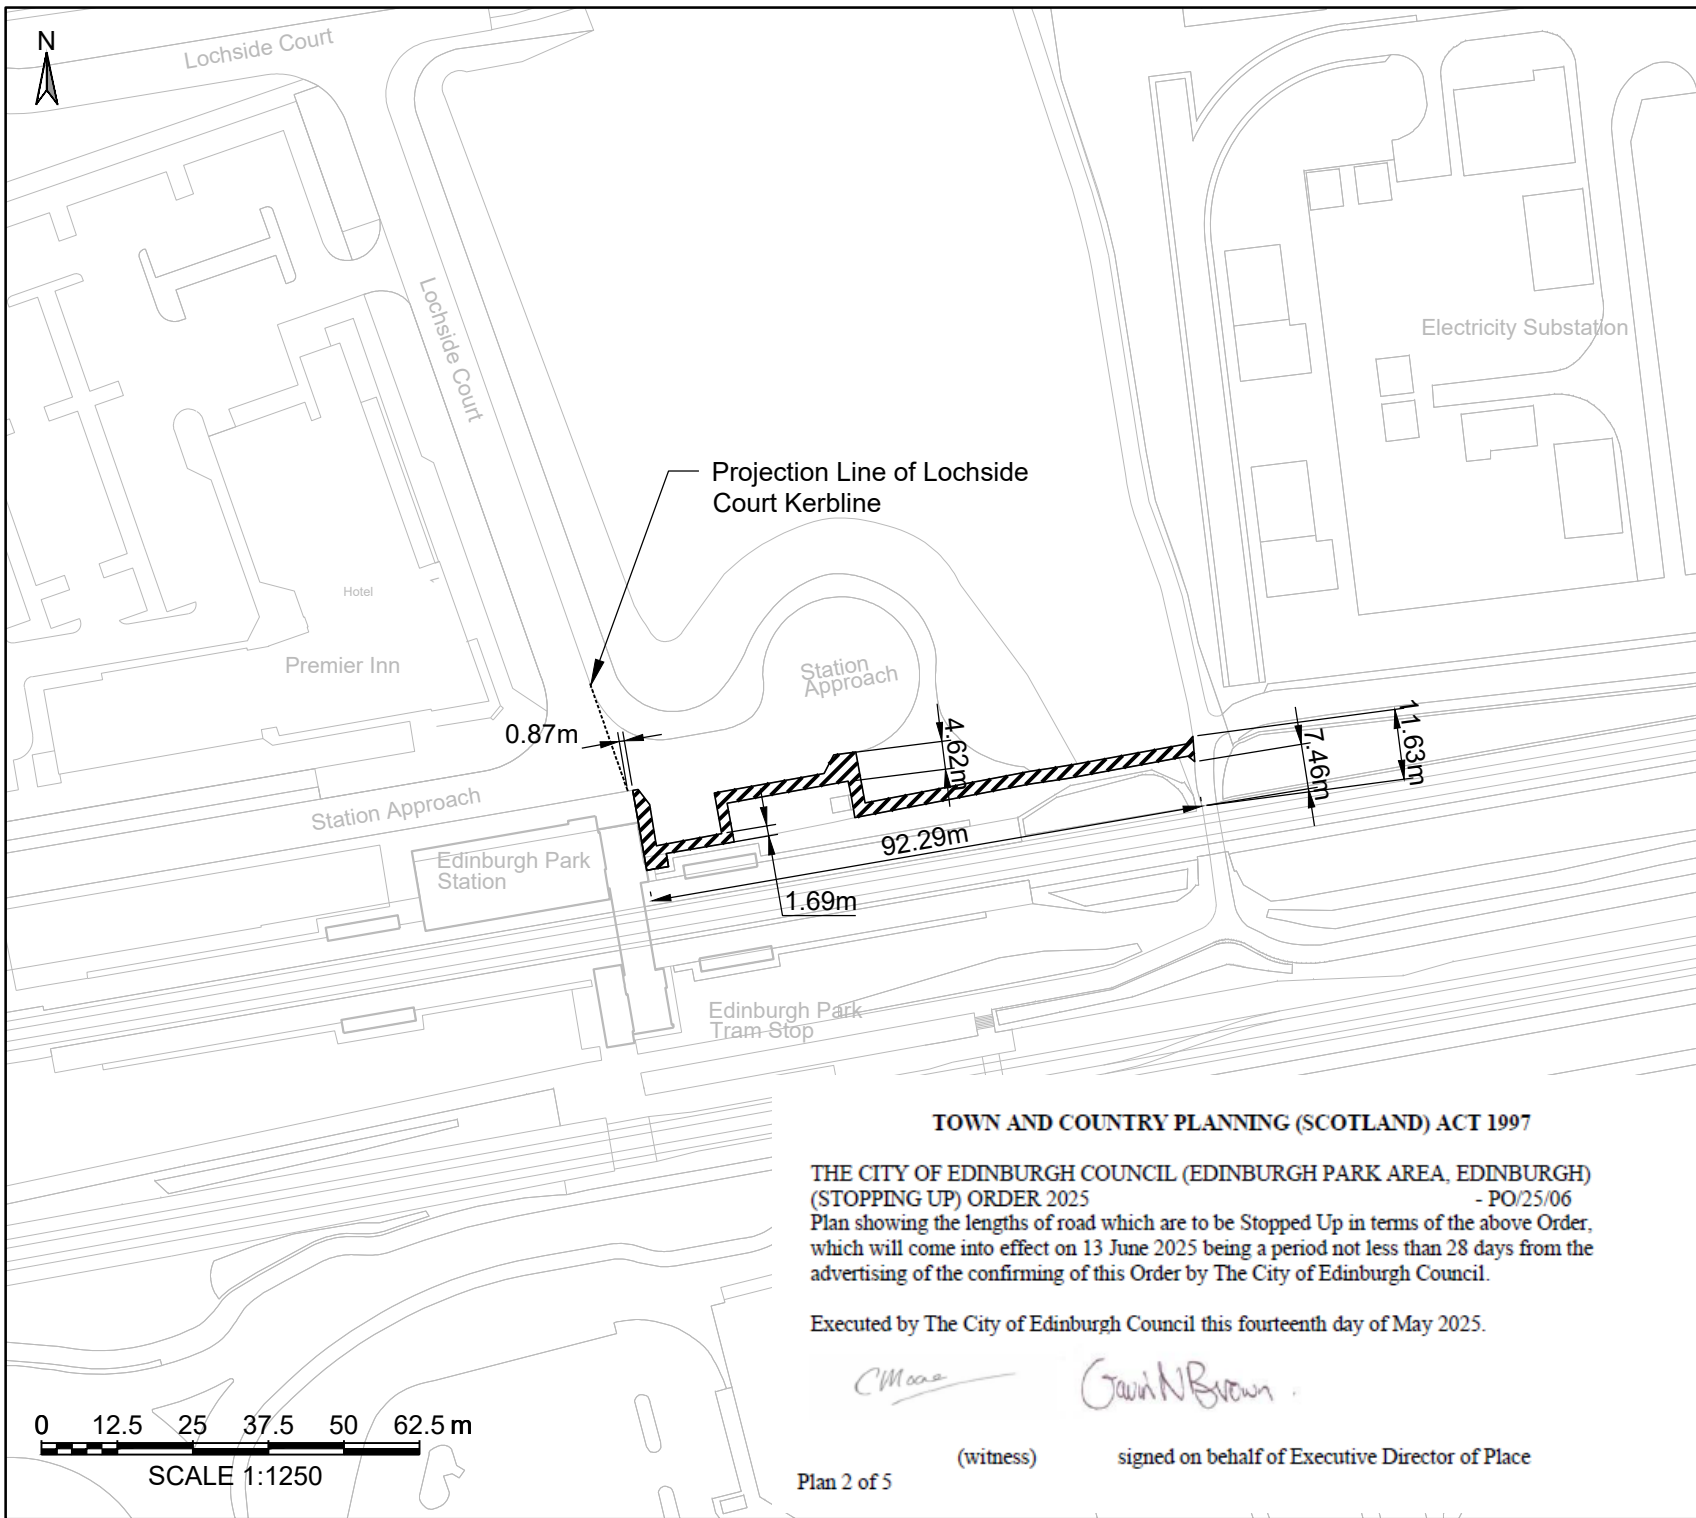 N
Lochside Court
Lochside Court
Electricity Substation
Projection Line of Lochside
Court Kerbline
Hotel
Premier Inn
Station
Approach
0.87m
4.62m
7.46m
11.63m
Station Approach
Edinburgh Park
Station
92.29m
1.69m
Edinburgh Park
Tram Stop
TOWN AND COUNTRY PLANNING (SCOTLAND) ACT 1997
THE CITY OF EDINBURGH COUNCIL (EDINBURGH PARK AREA, EDINBURGH)
(STOPPING UP) ORDER 2025 - PO/25/06
Plan showing the lengths of road which are to be Stopped Up in terms of the above Order,
which will come into effect on 13 June 2025 being a period not less than 28 days from the
advertising of the confirming of this Order by The City of Edinburgh Council.
Executed by The City of Edinburgh Council this fourteenth day of May 2025.
CMoore Gavin N Brown.
(witness) signed on behalf of Executive Director of Place
Plan 2 of 5
0 12.5 25 37.5 50 62.5 m
SCALE 1:1250